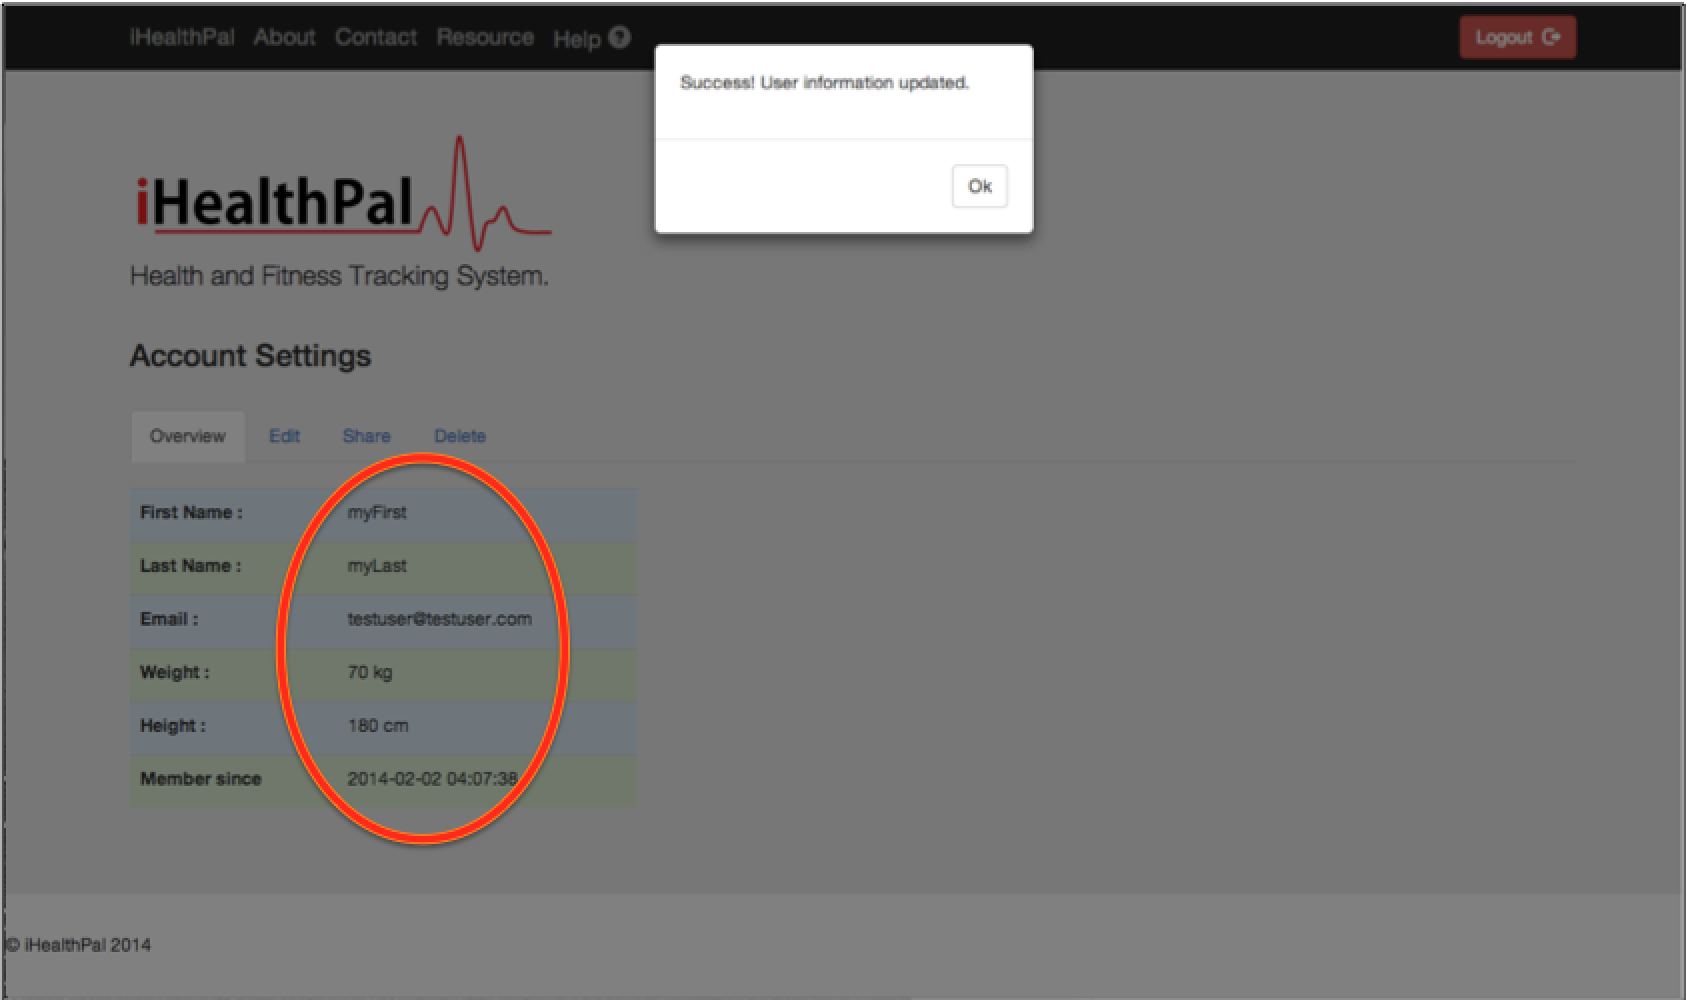 iHealthPal About Contact Resource Help ? Logout
Success! User information updated.
Ok
iHealthPal
Health and Fitness Tracking System.
Account Settings
Overview Edit Share Delete
First Name : myFirst
Last Name : myLast
Email : testuser@testuser.com
Weight : 70 kg
Height : 180 cm
Member since 2014-02-02 04:07:38
© iHealthPal 2014